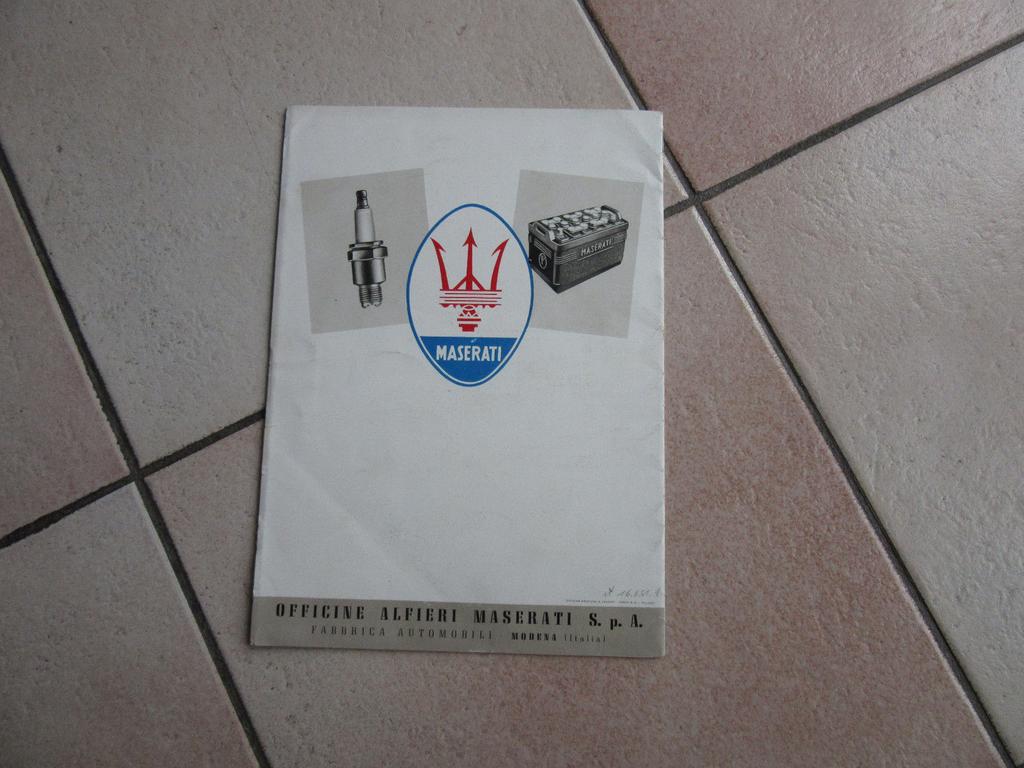 MASERATI
MASERATI
OFFICINE ALFIERI MASERATI S. p. A.
FABBRICA AUTOMOBILI MODENA (Italia)